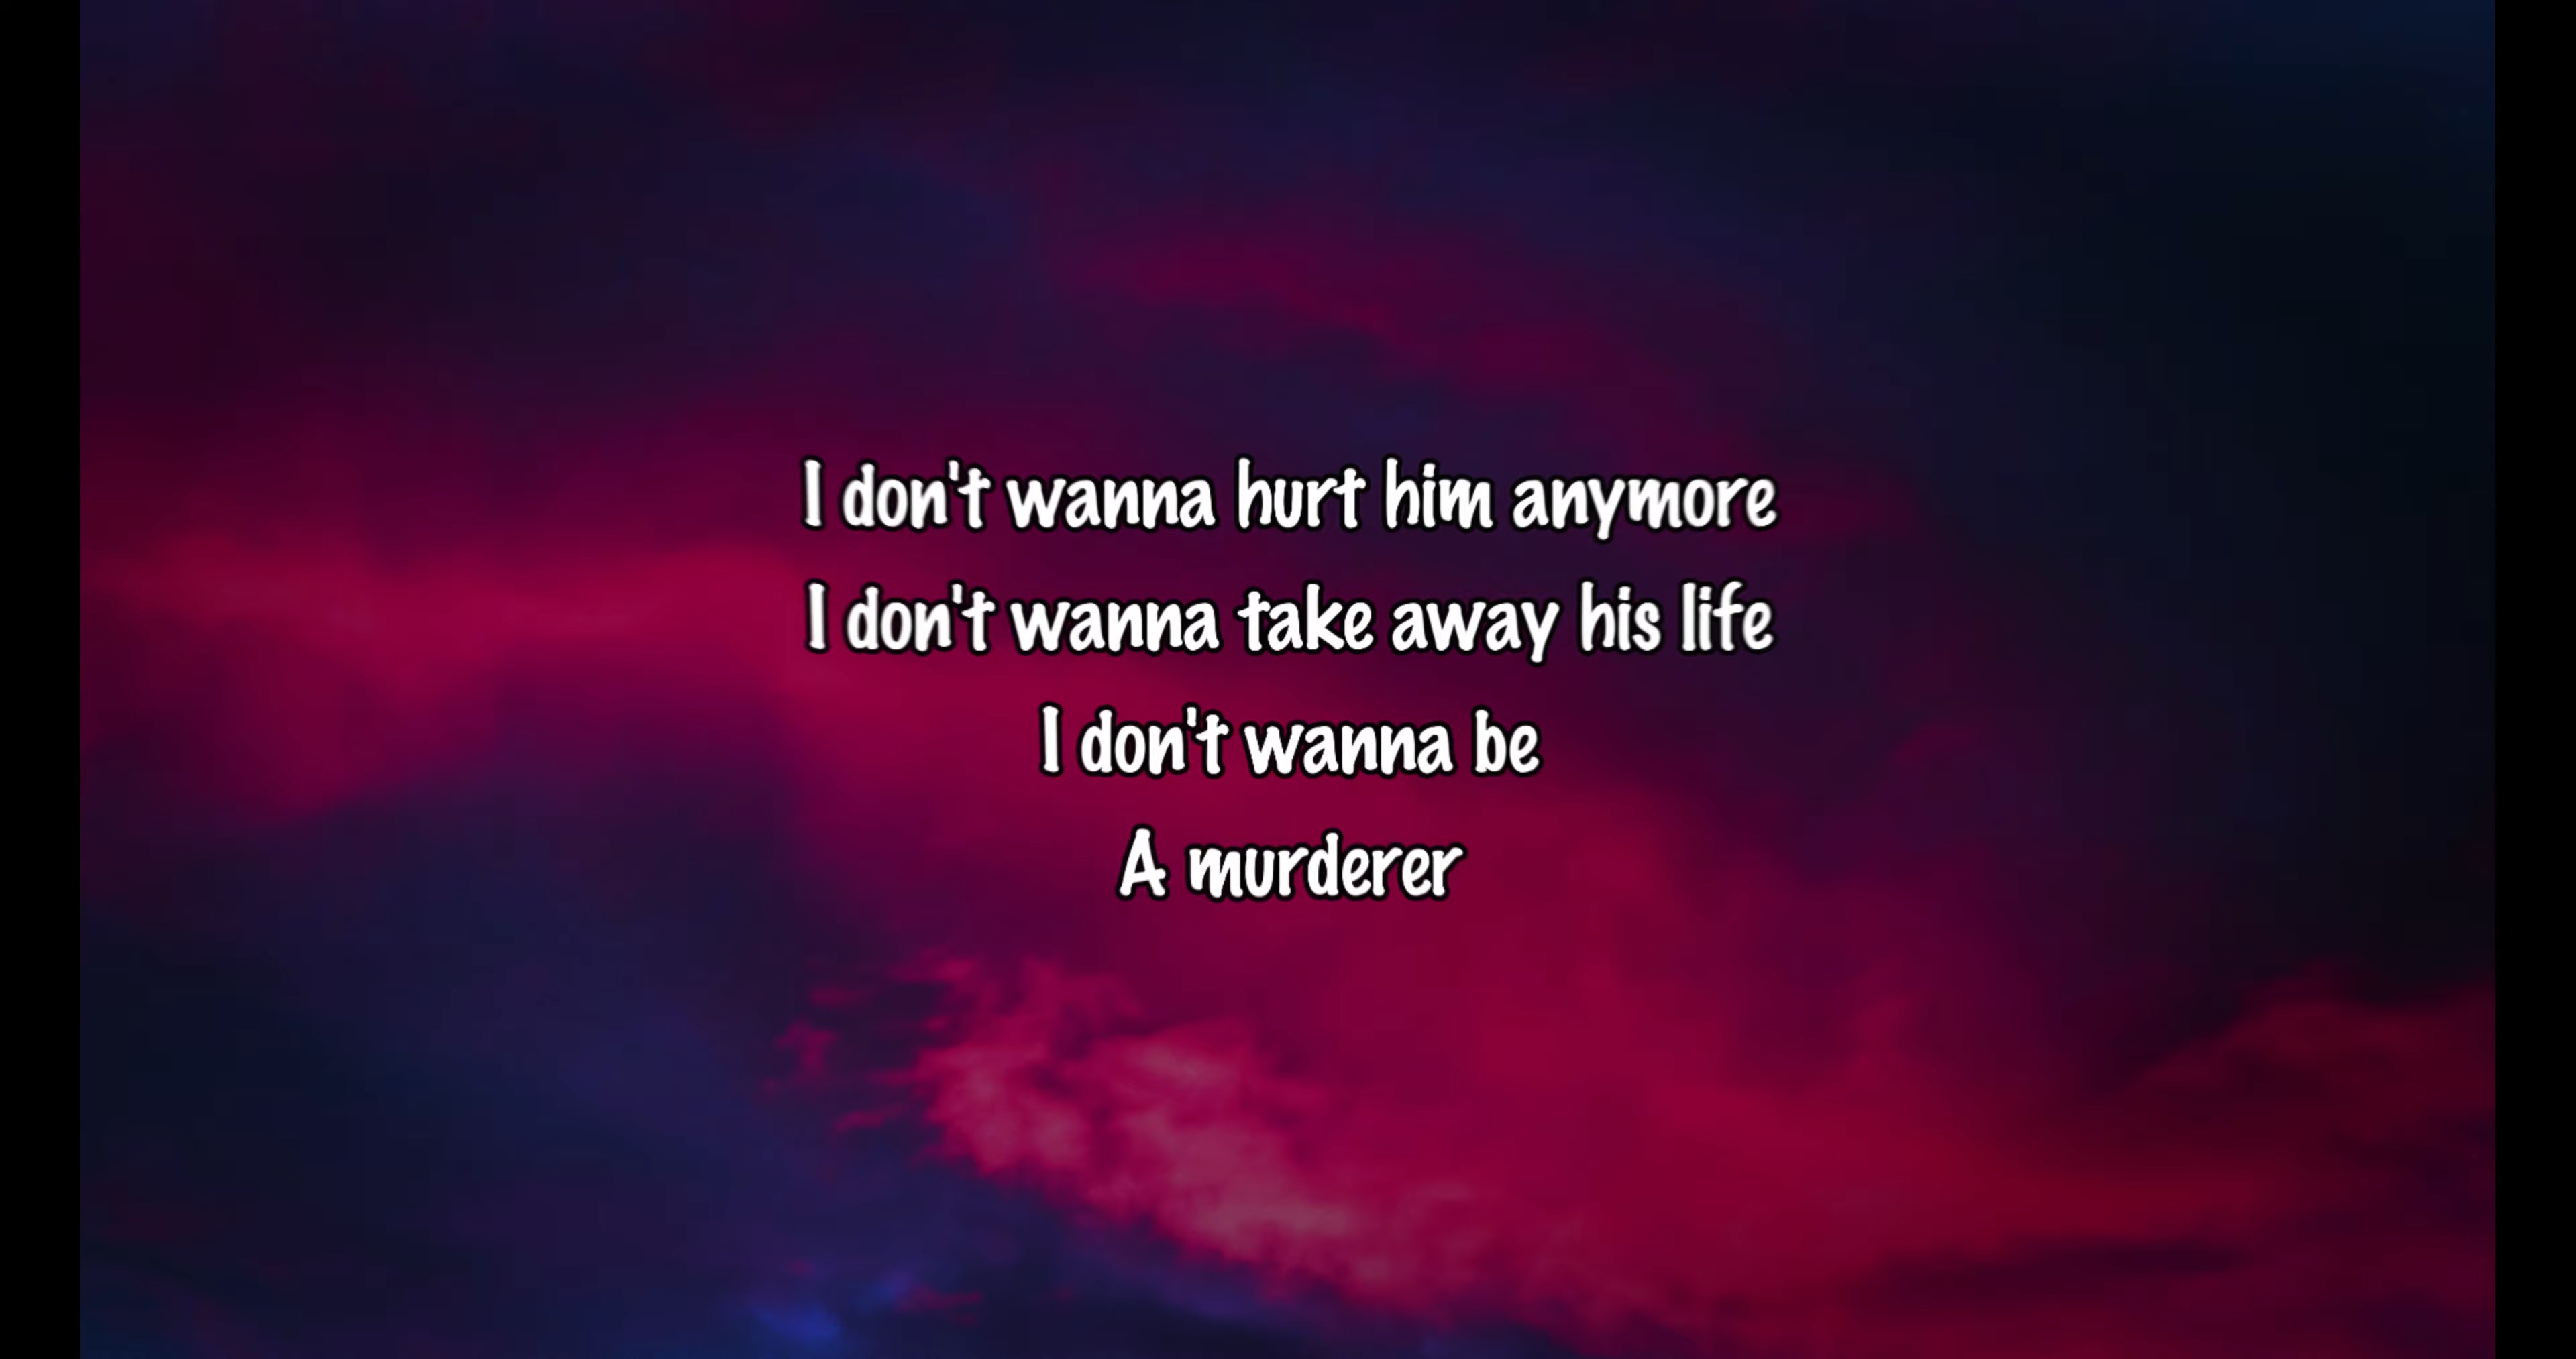 I don't wanna hurt him anymore
I don't wanna take away his life
I don't wanna be
A murderer